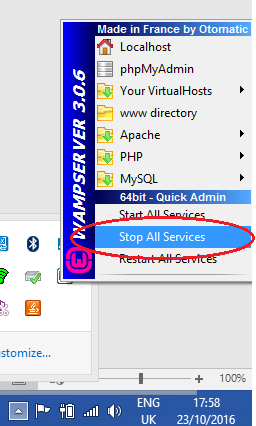 Made in France by Otomatic
WAMPSERVER 3.0.6
Localhost
phpMyAdmin
Your VirtualHosts
www directory
Apache
PHP
MySQL
64bit - Quick Admin
Start All Services
Stop All Services
Restart All Services
ustomize...
100%
ENG
UK
17:58
23/10/2016